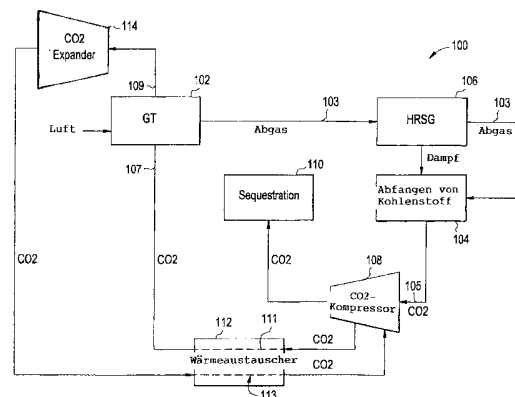 114
CO2
Expander
100
109
102
103
106
103
Luft
GT
Abgas
HRSG
Abgas
107
Dampf
110
Sequestration
Abfangen von
Kohlenstoff
104
CO2
CO2
CO2
108
105
CO2-
Kompressor
CO2
112
111
CO2
Wärmeaustauscher
CO2
113